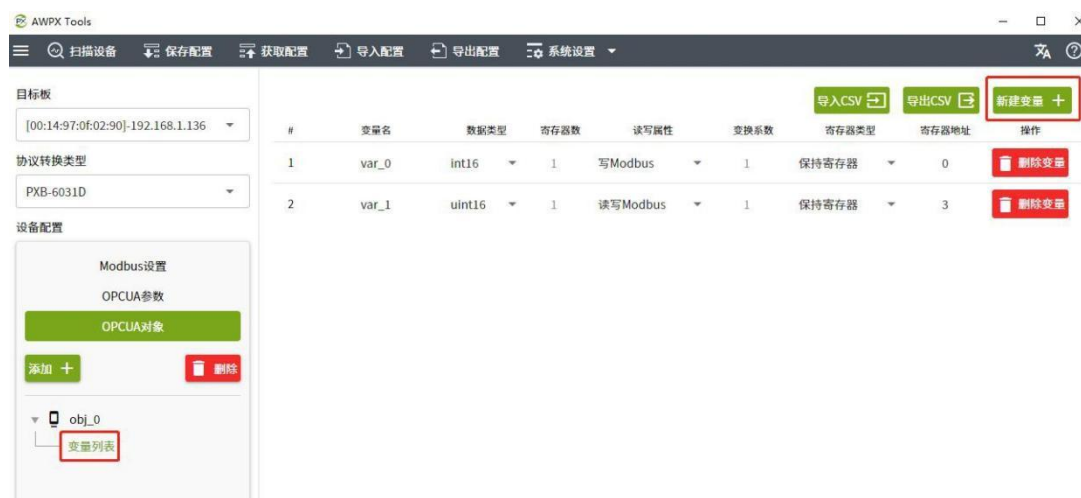 AWPX Tools
扫描设备 保存配置 获取配置 导入配置 导出配置 系统设置
目标板
[00:14:97:0f:02:90]-192.168.1.136
协议转换类型
PXB-6031D
设备配置
Modbus设置
OPCUA参数
OPCUA对象
添加
删除
obj_0
变量列表
导入CSV 导出CSV 新建变量
# 变量名 数据类型 寄存器数 读写属性 变换系数 寄存器类型 寄存器地址 操作
1 var_0 int16 1 写Modbus 1 保持寄存器 0 删除变量
2 var_1 uint16 1 读写Modbus 1 保持寄存器 3 删除变量